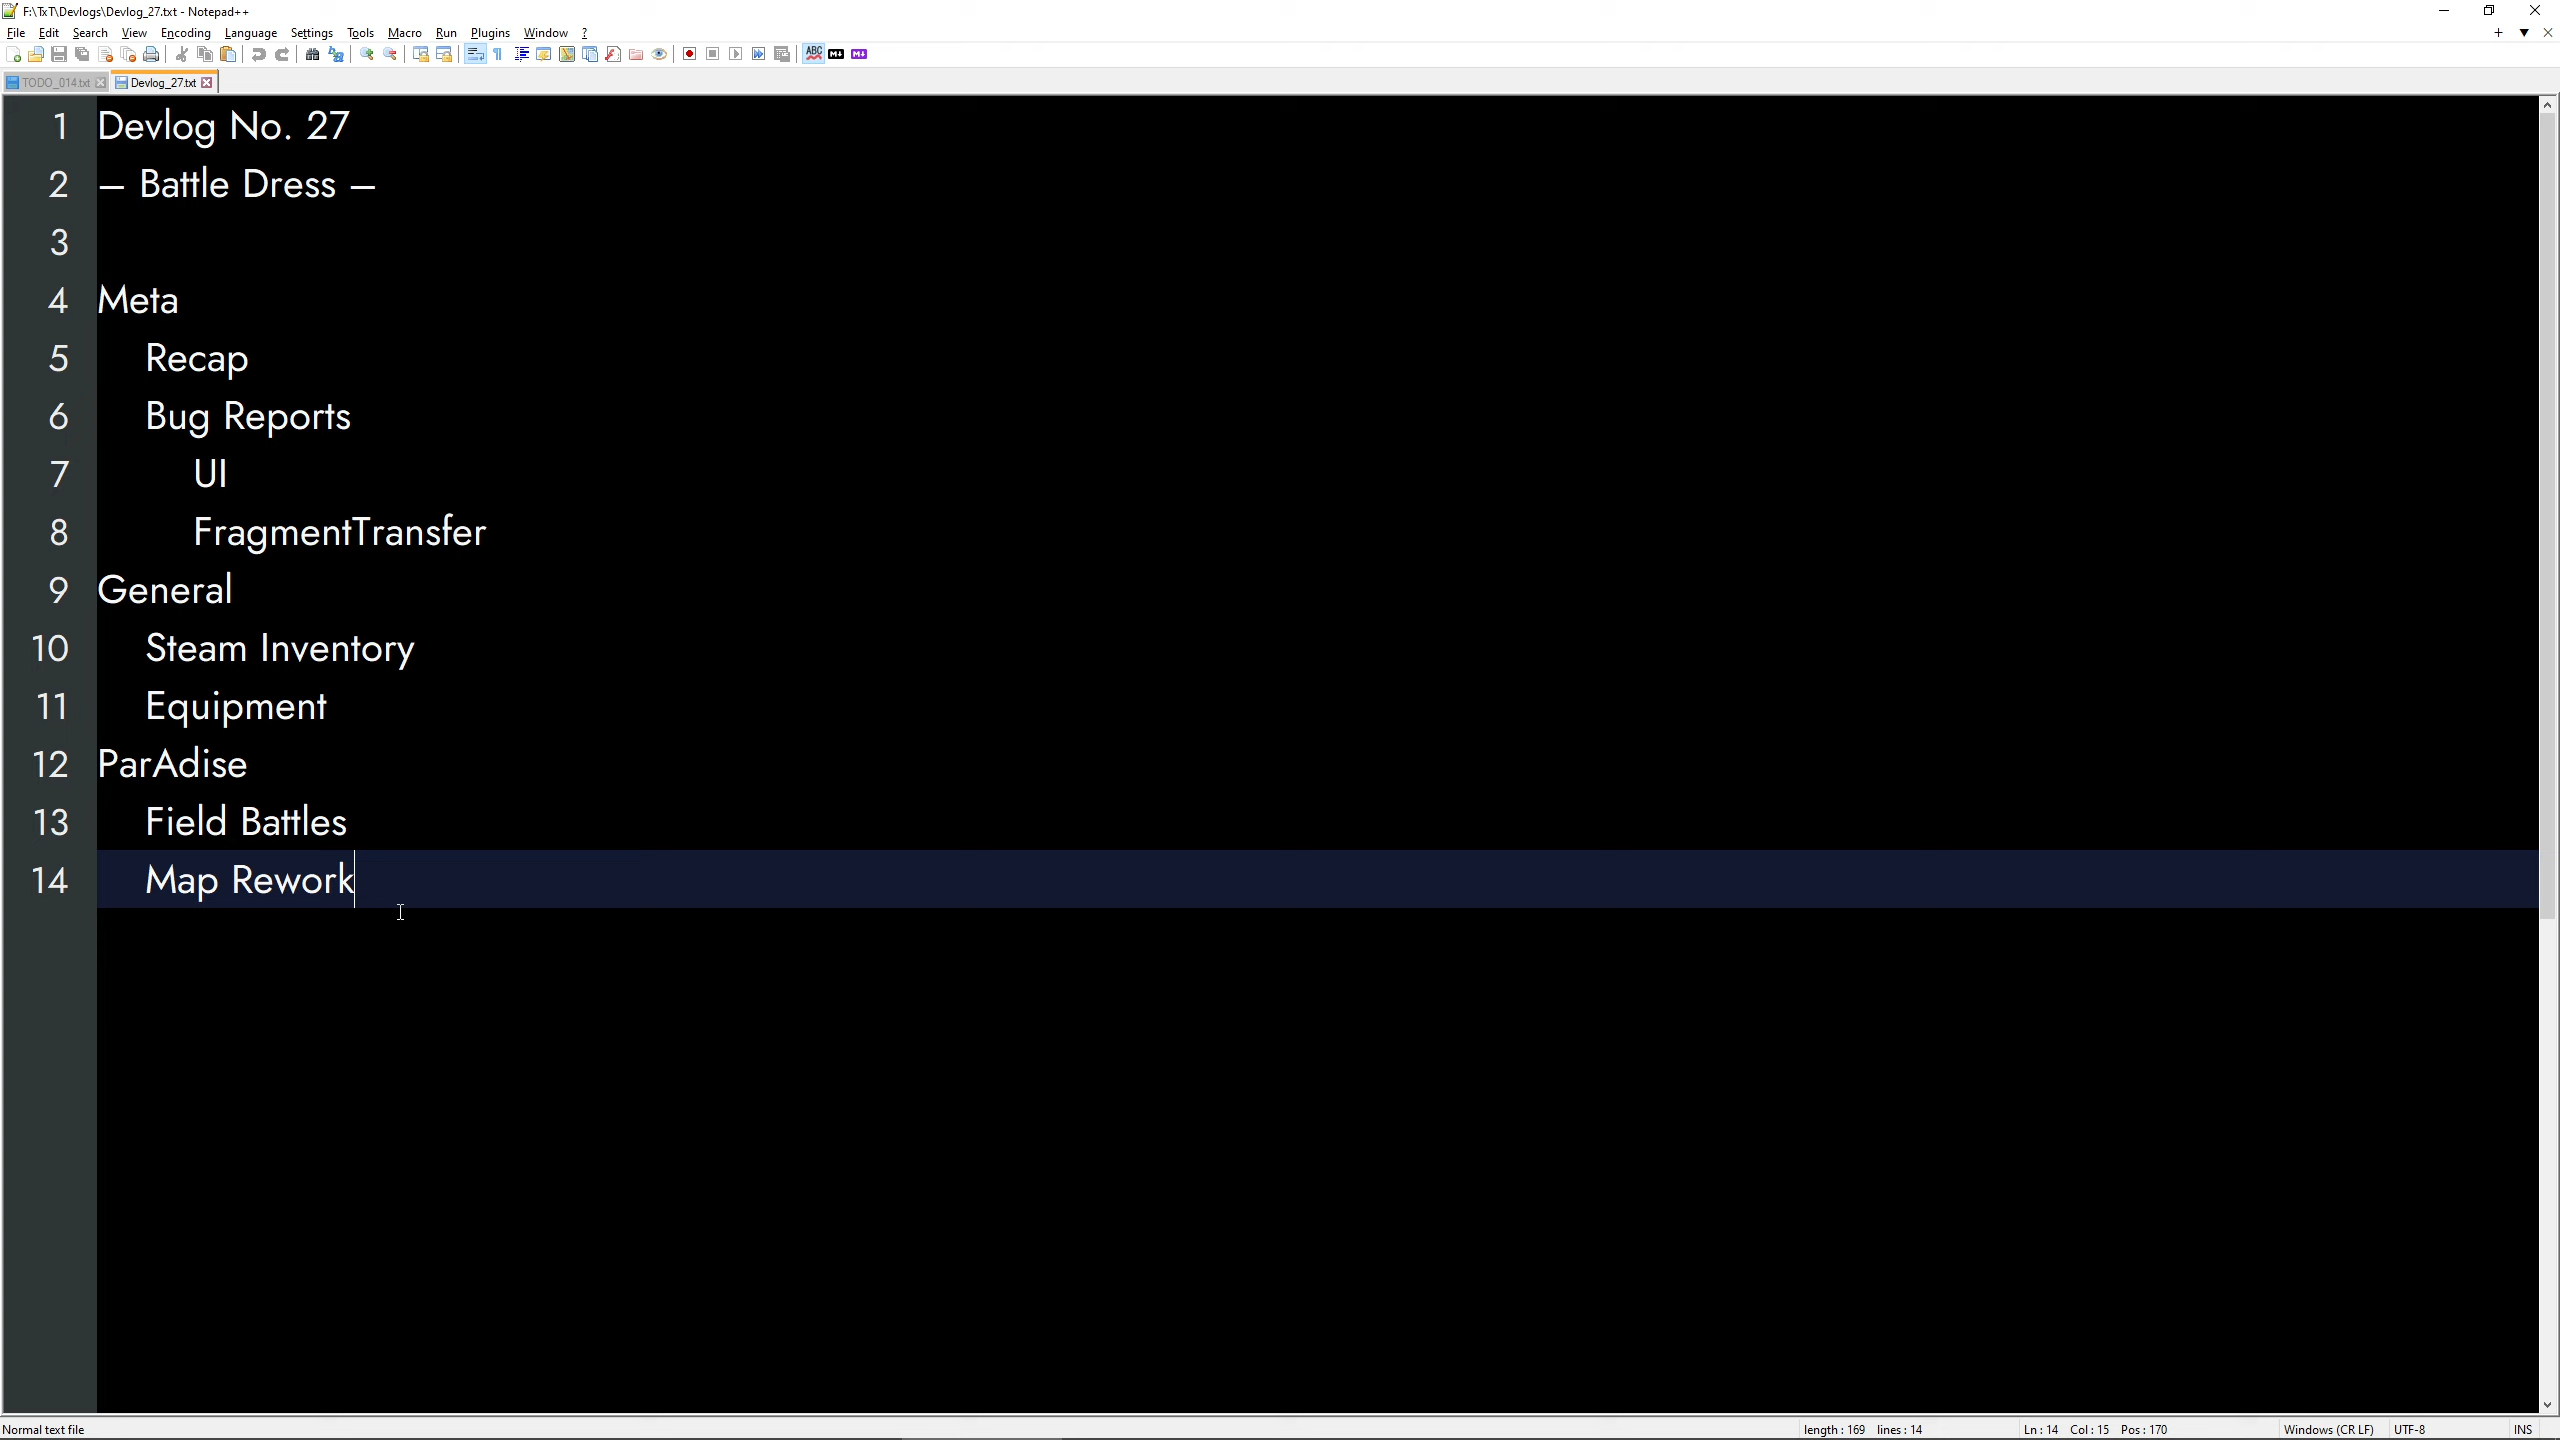 F:\TxT\Devlogs\Devlog_27.txt - Notepad++
File Edit Search View Encoding Language Settings Tools Macro Run Plugins Window ?
TODO_014.txt Devlog_27.txt
1 Devlog No. 27
2 – Battle Dress –
3
4 Meta
5 Recap
6 Bug Reports
7 UI
8 FragmentTransfer
9 General
10 Steam Inventory
11 Equipment
12 ParAdise
13 Field Battles
14 Map Rework
Normal text file length : 169 lines : 14 Ln : 14 Col : 15 Pos : 170 Windows (CR LF) UTF-8 INS